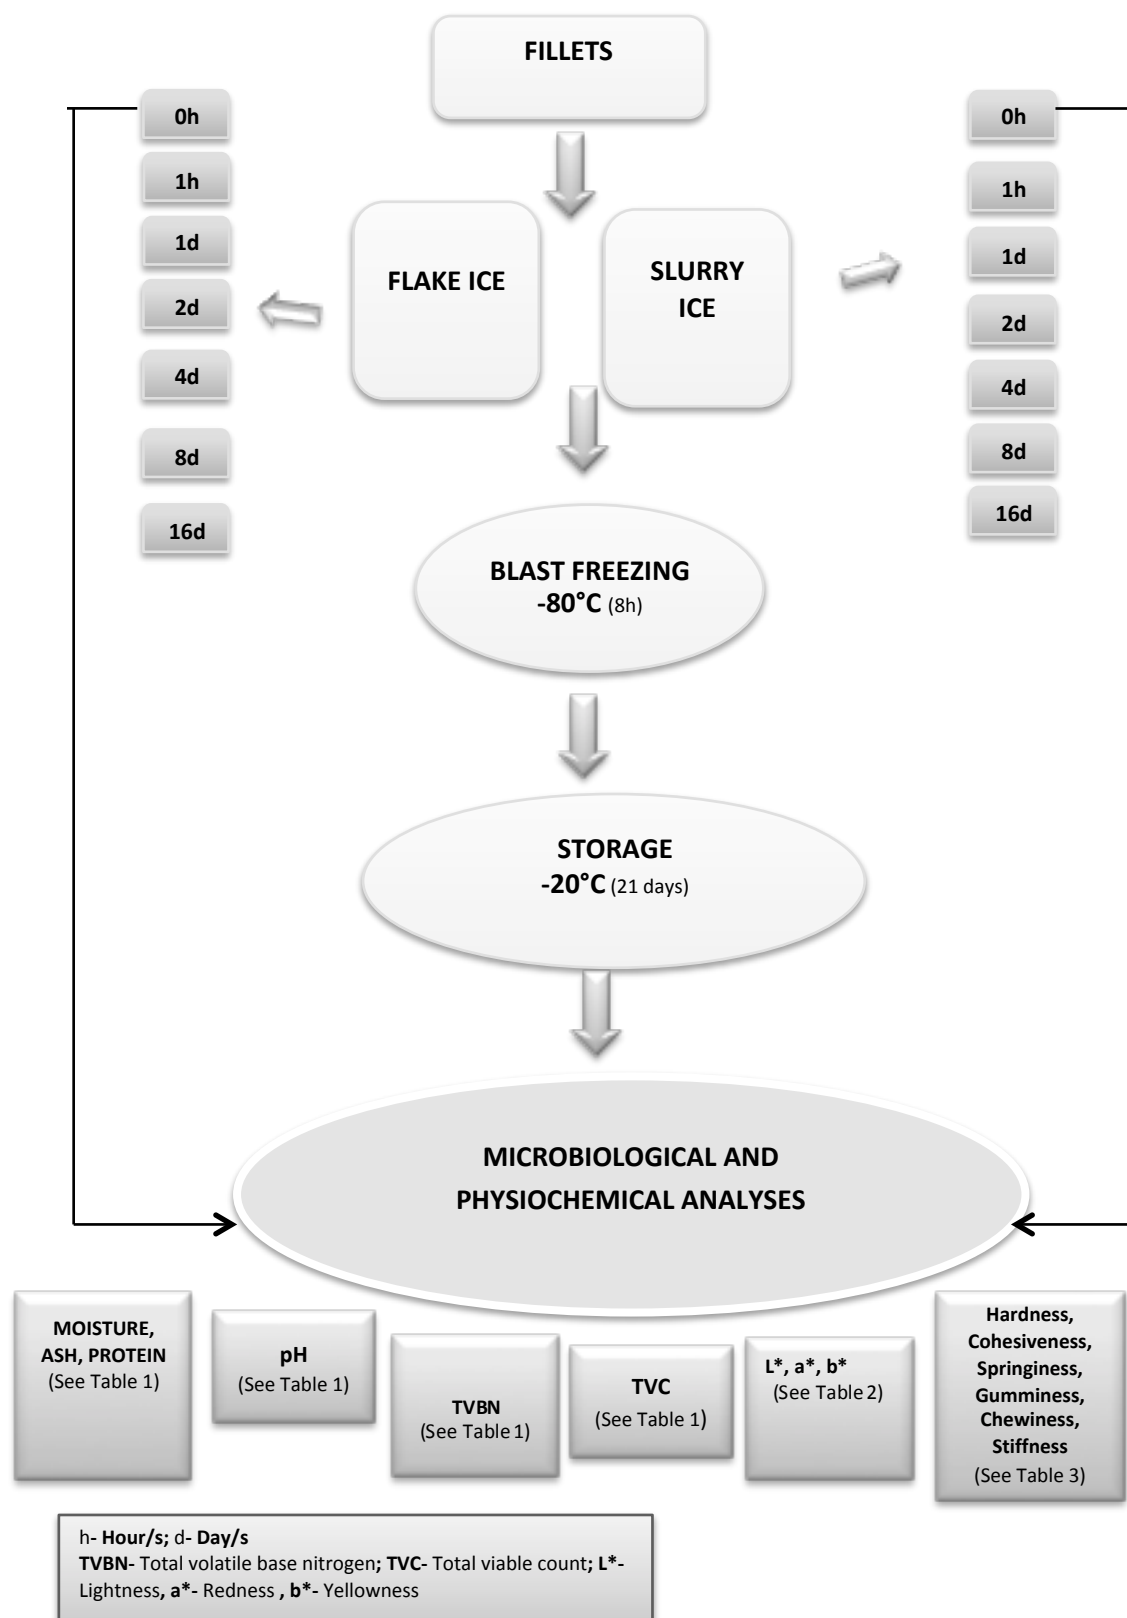 FILLETS
0h
1h
1d
2d
4d
8d
16d
FLAKE ICE
SLURRY
ICE
0h
1h
1d
2d
4d
8d
16d
BLAST FREEZING
-80°C (8h)
STORAGE
-20°C (21 days)
MICROBIOLOGICAL AND
PHYSIOCHEMICAL ANALYSES
MOISTURE,
ASH, PROTEIN
(See Table 1)
pH
(See Table 1)
TVBN
(See Table 1)
TVC
(See Table 1)
L*, a*, b*
(See Table 2)
Hardness,
Cohesiveness,
Springiness,
Gumminess,
Chewiness,
Stiffness
(See Table 3)
h- Hour/s; d- Day/s
TVBN- Total volatile base nitrogen; TVC- Total viable count; L*-
Lightness, a*- Redness , b*- Yellowness